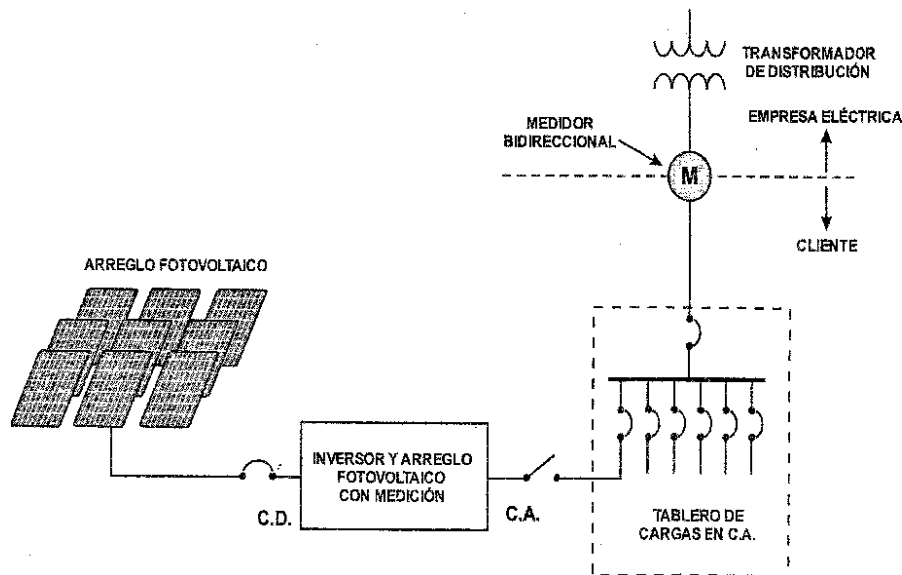 TRANSFORMADOR
DE DISTRIBUCIÓN
MEDIDOR
BIDIRECCIONAL
EMPRESA ELÉCTRICA
M
CLIENTE
ARREGLO FOTOVOLTAICO
INVERSOR Y ARREGLO
FOTOVOLTAICO
CON MEDICIÓN
C.D.
C.A.
TABLERO DE
CARGAS EN C.A.